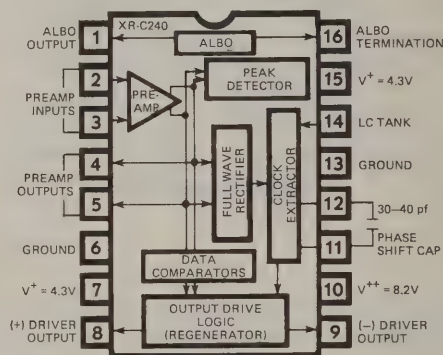 XR-C240
ALBO
OUTPUT
1
ALBO
16
ALBO
TERMINATION
2
PREAMP
INPUTS
3
PRE-
AMP
PEAK
DETECTOR
15
V+ = 4.3V
14
LC TANK
4
PREAMP
OUTPUTS
5
FULL WAVE
RECTIFIER
CLOCK
EXTRACTOR
13
GROUND
12
30–40 pf
11
PHASE
SHIFT CAP
6
GROUND
DATA
COMPARATORS
7
V+ = 4.3V
10
V++ = 8.2V
8
(+) DRIVER
OUTPUT
OUTPUT DRIVE
LOGIC
(REGENERATOR)
9
(−) DRIVER
OUTPUT